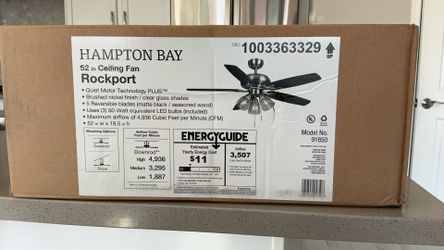 HAMPTON BAY
52 in Ceiling Fan
Rockport
SKU 1003363329
UP
• Quiet Motor Technology PLUS™
• Brushed nickel finish / clear glass shades
• 5 Reversible blades (matte black / seasoned wood)
• Uses (3) 60-Watt equivalent LED bulbs (included)
• Maximum airflow of 4,936 Cubic Feet per Minute (CFM)
• 52 w x 19.5 h
Mounting Options
Airflow Cubic
Feet per Minute
Downrod
High 4,936
Medium 3,295
Low 1,887
ENERGYGUIDE
Estimated
Yearly Energy Cost
$11
Airflow
3,507
Model No.
91850